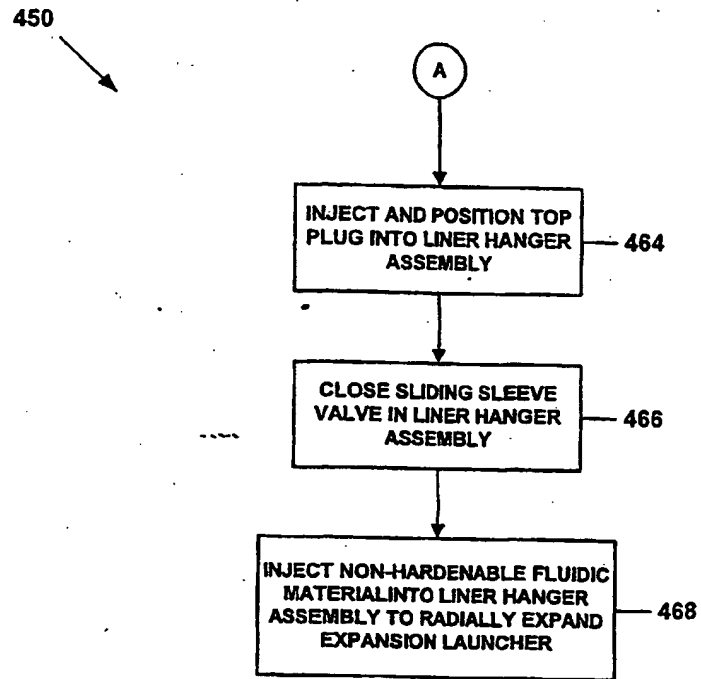 450
A
INJECT AND POSITION TOP
PLUG INTO LINER HANGER
ASSEMBLY
464
CLOSE SLIDING SLEEVE
VALVE IN LINER HANGER
ASSEMBLY
466
INJECT NON-HARDENABLE FLUIDIC
MATERIALINTO LINER HANGER
ASSEMBLY TO RADIALLY EXPAND
EXPANSION LAUNCHER
468